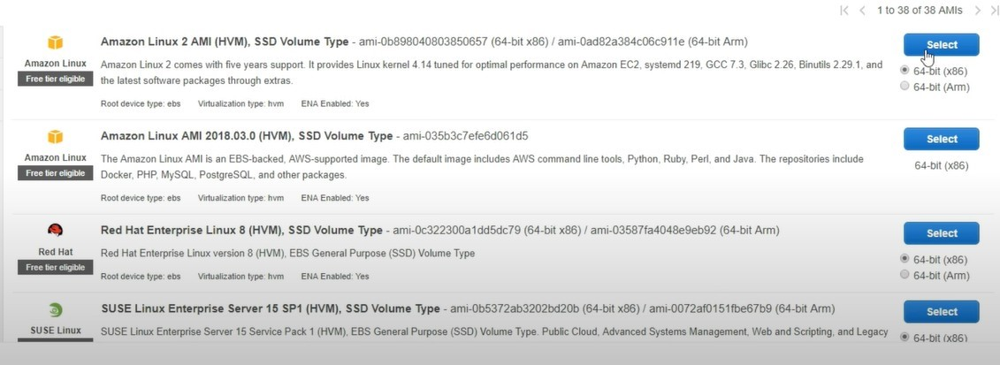 1 to 38 of 38 AMIs
Amazon Linux 2 AMI (HVM), SSD Volume Type - ami-0b898040803850657 (64-bit x86) / ami-0ad82a384c06c911e (64-bit Arm)
Select
Amazon Linux
Free tier eligible
Amazon Linux 2 comes with five years support. It provides Linux kernel 4.14 tuned for optimal performance on Amazon EC2, systemd 219, GCC 7.3, Glibc 2.26, Binutils 2.29.1, and
the latest software packages through extras.
64-bit (x86)
64-bit (Arm)
Root device type: ebs Virtualization type: hvm ENA Enabled: Yes
Amazon Linux AMI 2018.03.0 (HVM), SSD Volume Type - ami-035b3c7efe6d061d5
Select
Amazon Linux
Free tier eligible
The Amazon Linux AMI is an EBS-backed, AWS-supported image. The default image includes AWS command line tools, Python, Ruby, Perl, and Java. The repositories include
Docker, PHP, MySQL, PostgreSQL, and other packages.
64-bit (x86)
Root device type: ebs Virtualization type: hvm ENA Enabled: Yes
Red Hat Enterprise Linux 8 (HVM), SSD Volume Type - ami-0c322300a1dd5dc79 (64-bit x86) / ami-03587fa4048e9eb92 (64-bit Arm)
Select
Red Hat
Free tier eligible
Red Hat Enterprise Linux version 8 (HVM), EBS General Purpose (SSD) Volume Type
64-bit (x86)
64-bit (Arm)
Root device type: ebs Virtualization type: hvm ENA Enabled: Yes
SUSE Linux Enterprise Server 15 SP1 (HVM), SSD Volume Type - ami-0b5372ab3202bd20b (64-bit x86) / ami-0072af0151fbe67b9 (64-bit Arm)
Select
SUSE Linux
SUSE Linux Enterprise Server 15 Service Pack 1 (HVM), EBS General Purpose (SSD) Volume Type. Public Cloud, Advanced Systems Management, Web and Scripting, and Legacy
64-bit (x86)